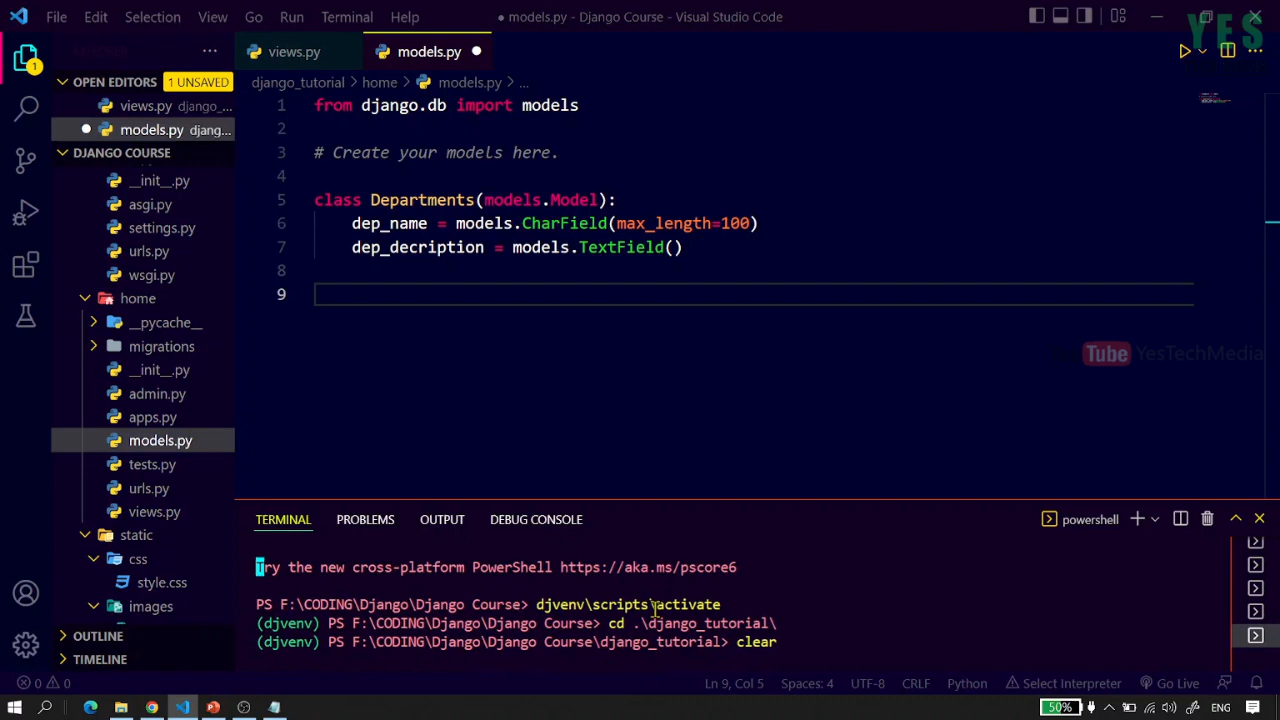 File Edit Selection View Go Run Terminal Help
● models.py - Django Course - Visual Studio Code
YES
views.py
models.py ●
OPEN EDITORS 1 UNSAVED
views.py django_...
models.py djang...
DJANGO COURSE
__init__.py
asgi.py
settings.py
urls.py
wsgi.py
home
__pycache__
migrations
__init__.py
admin.py
apps.py
models.py
tests.py
urls.py
views.py
static
css
style.css
images
OUTLINE
TIMELINE
django_tutorial > home > models.py > ...
1 from django.db import models
2
3 # Create your models here.
4
5 class Departments(models.Model):
6 dep_name = models.CharField(max_length=100)
7 dep_decription = models.TextField()
8
9
Tube YesTechMedia
TERMINAL PROBLEMS OUTPUT DEBUG CONSOLE
powershell
Try the new cross-platform PowerShell https://aka.ms/pscore6
PS F:\CODING\Django\Django Course> djvenv\scripts\activate
(djvenv) PS F:\CODING\Django\Django Course> cd .\django_tutorial\
(djvenv) PS F:\CODING\Django\Django Course\django_tutorial> clear
0 0
Ln 9, Col 5 Spaces: 4 UTF-8 CRLF Python Select Interpreter Go Live
50% ENG